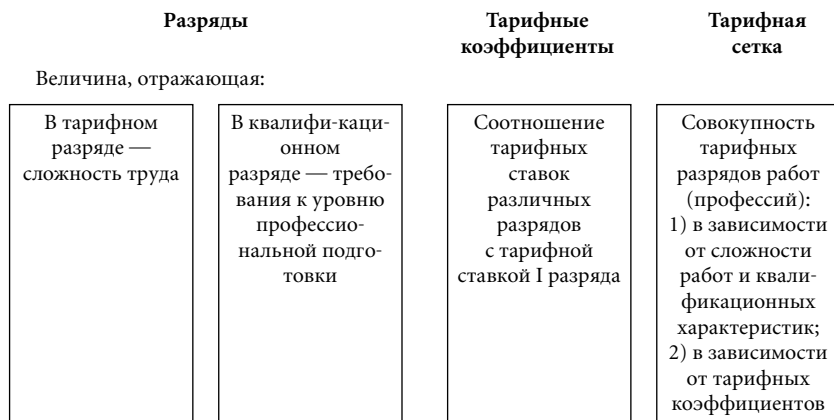 Разряды
Тарифные
коэффициенты
Тарифная
сетка
Величина, отражающая:
В тарифном
разряде —
сложность труда
В квалифи-каци-
онном
разряде — требо-
вания к уровню
профессио-
нальной подго-
товки
Соотношение
тарифных
ставок
различных
разрядов
с тарифной
ставкой I разряда
Совокупность
тарифных
разрядов работ
(профессий):
1) в зависимости
от сложности
работ и квали-
фикационных
характеристик;
2) в зависимости
от тарифных
коэффициентов